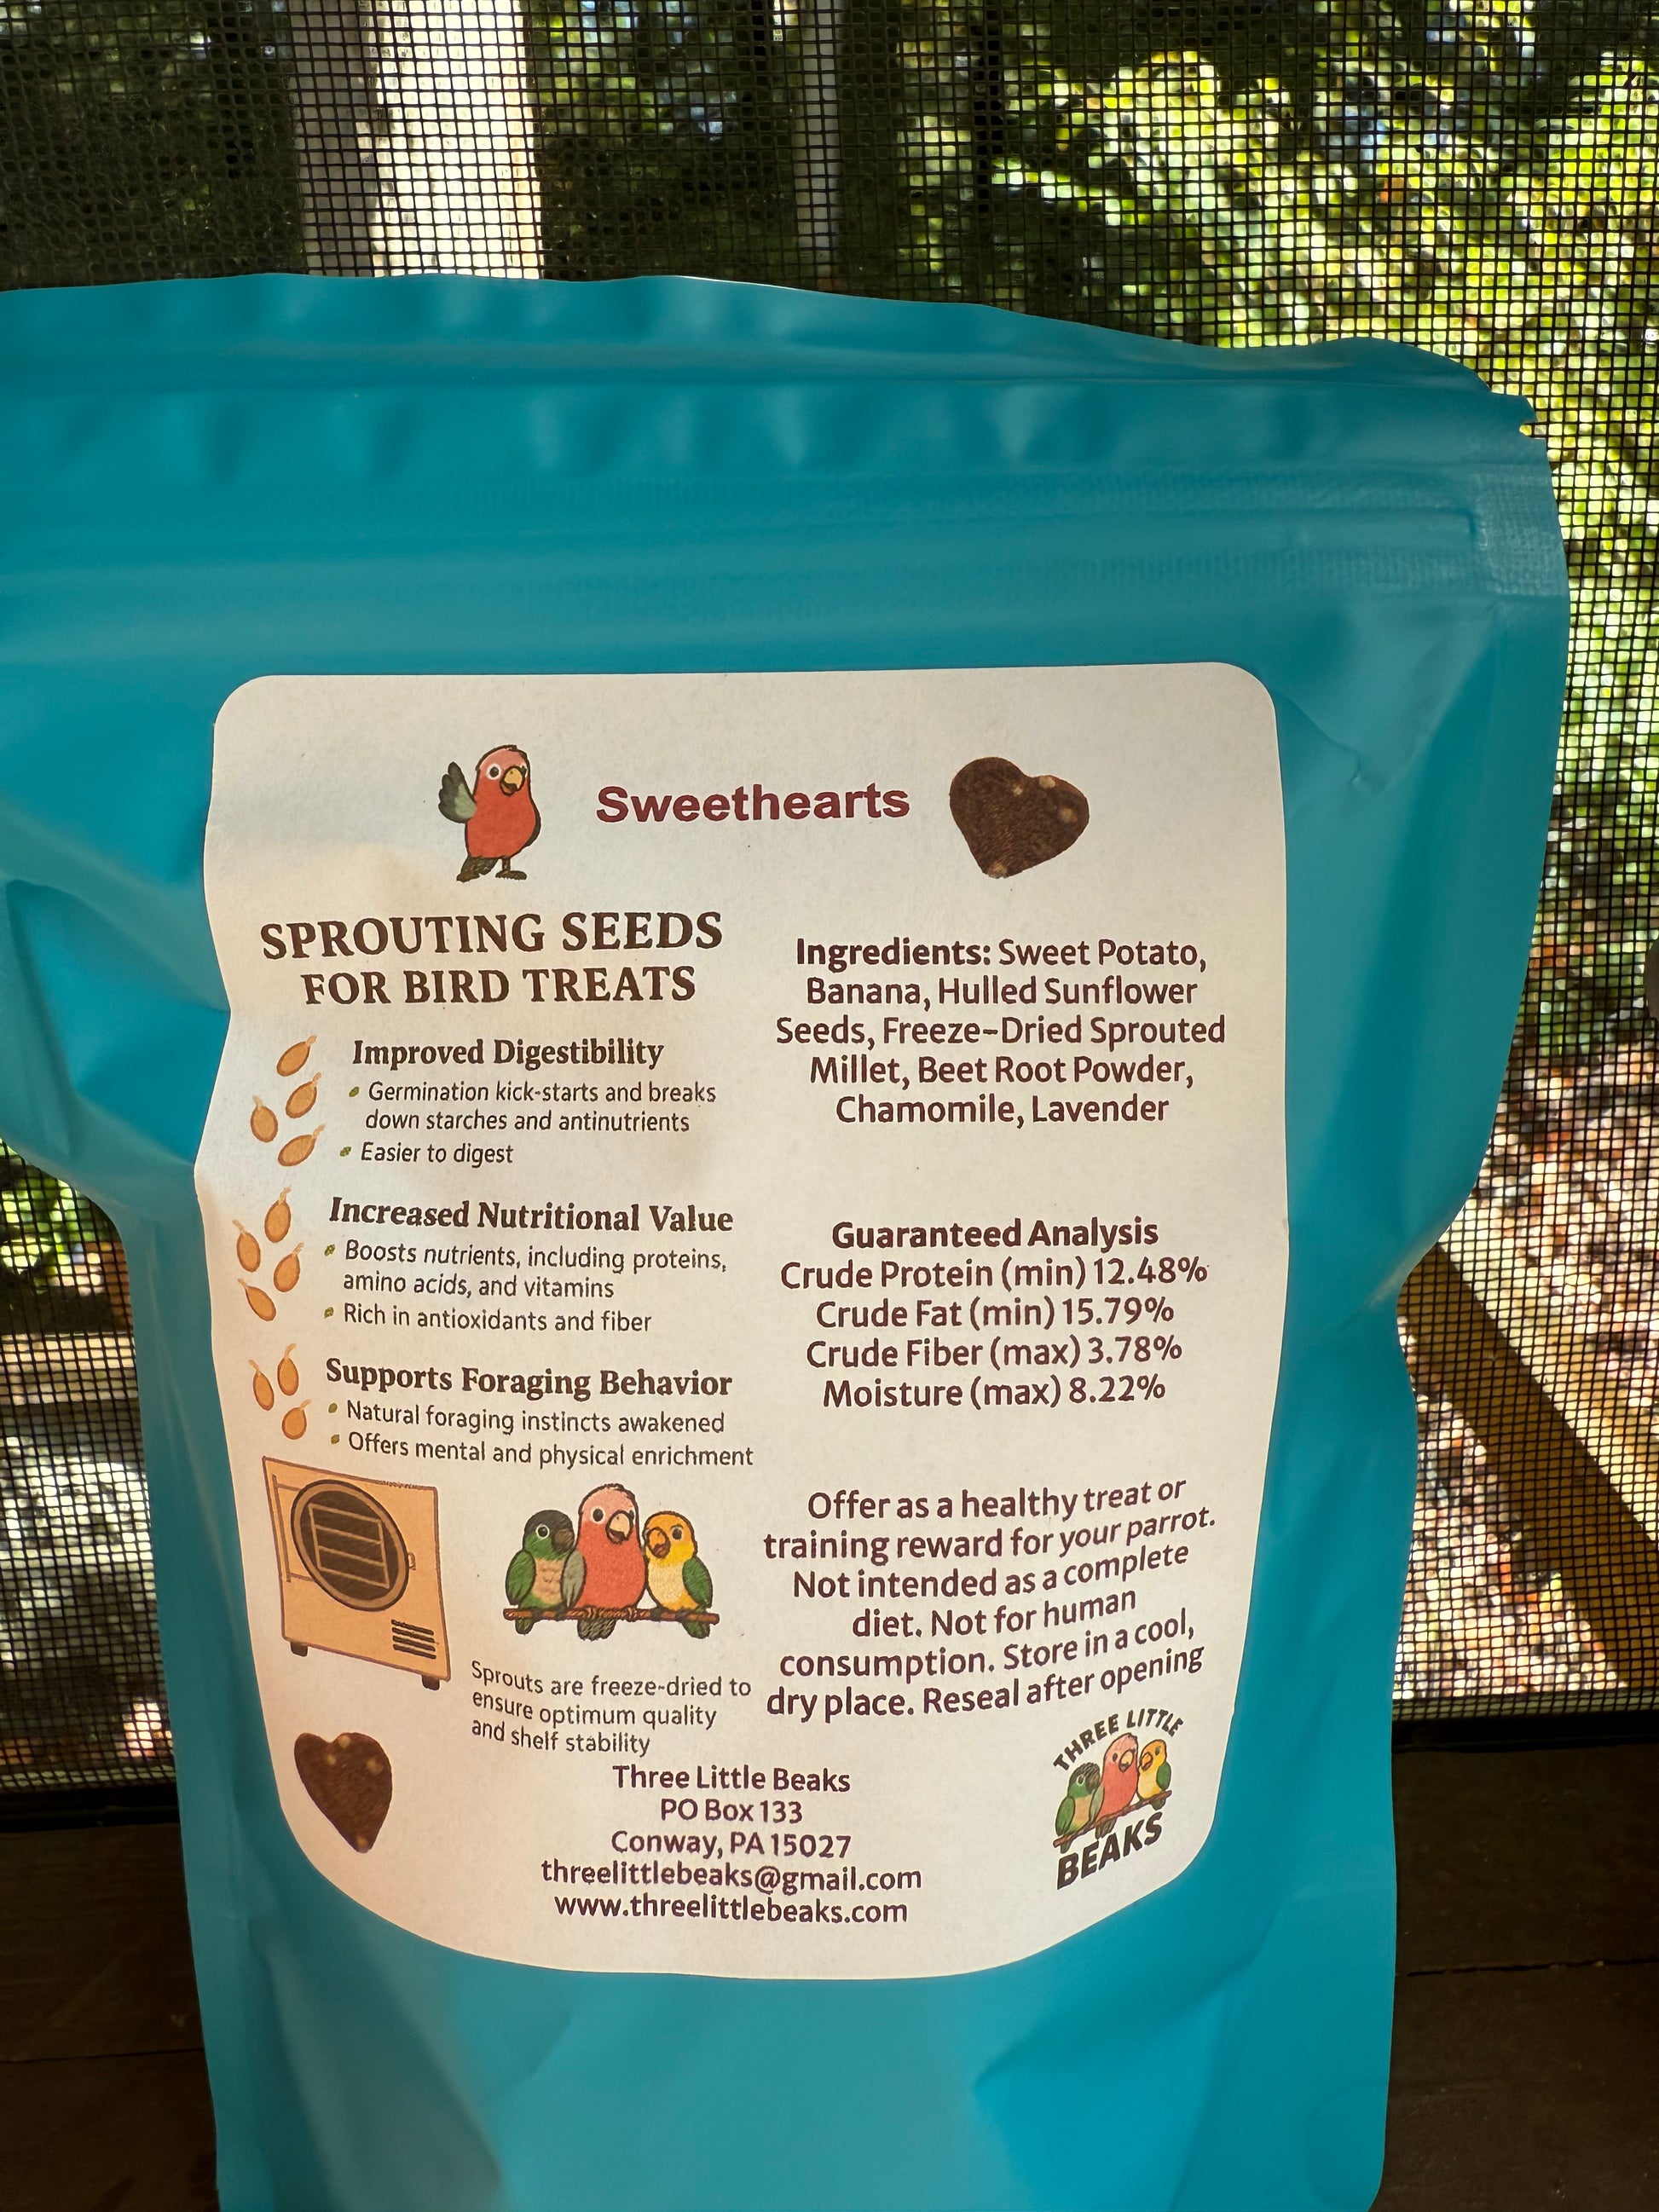 Sweethearts
SPROUTING SEEDS
FOR BIRD TREATS
Improved Digestibility
• Germination kick-starts and breaks
down starches and antinutrients
• Easier to digest
Increased Nutritional Value
• Boosts nutrients, including proteins,
amino acids, and vitamins
• Rich in antioxidants and fiber
Supports Foraging Behavior
• Natural foraging instincts awakened
• Offers mental and physical enrichment
Sprouts are freeze-dried to
ensure optimum quality
and shelf stability
Ingredients: Sweet Potato,
Banana, Hulled Sunflower
Seeds, Freeze-Dried Sprouted
Millet, Beet Root Powder,
Chamomile, Lavender
Guaranteed Analysis
Crude Protein (min) 12.48%
Crude Fat (min) 15.79%
Crude Fiber (max) 3.78%
Moisture (max) 8.22%
Offer as a healthy treat or
training reward for your parrot.
Not intended as a complete
diet. Not for human
consumption. Store in a cool,
dry place. Reseal after opening
Three Little Beaks
PO Box 133
Conway, PA 15027
threelittlebeaks@gmail.com
www.threelittlebeaks.com
THREE LITTLE
BEAKS